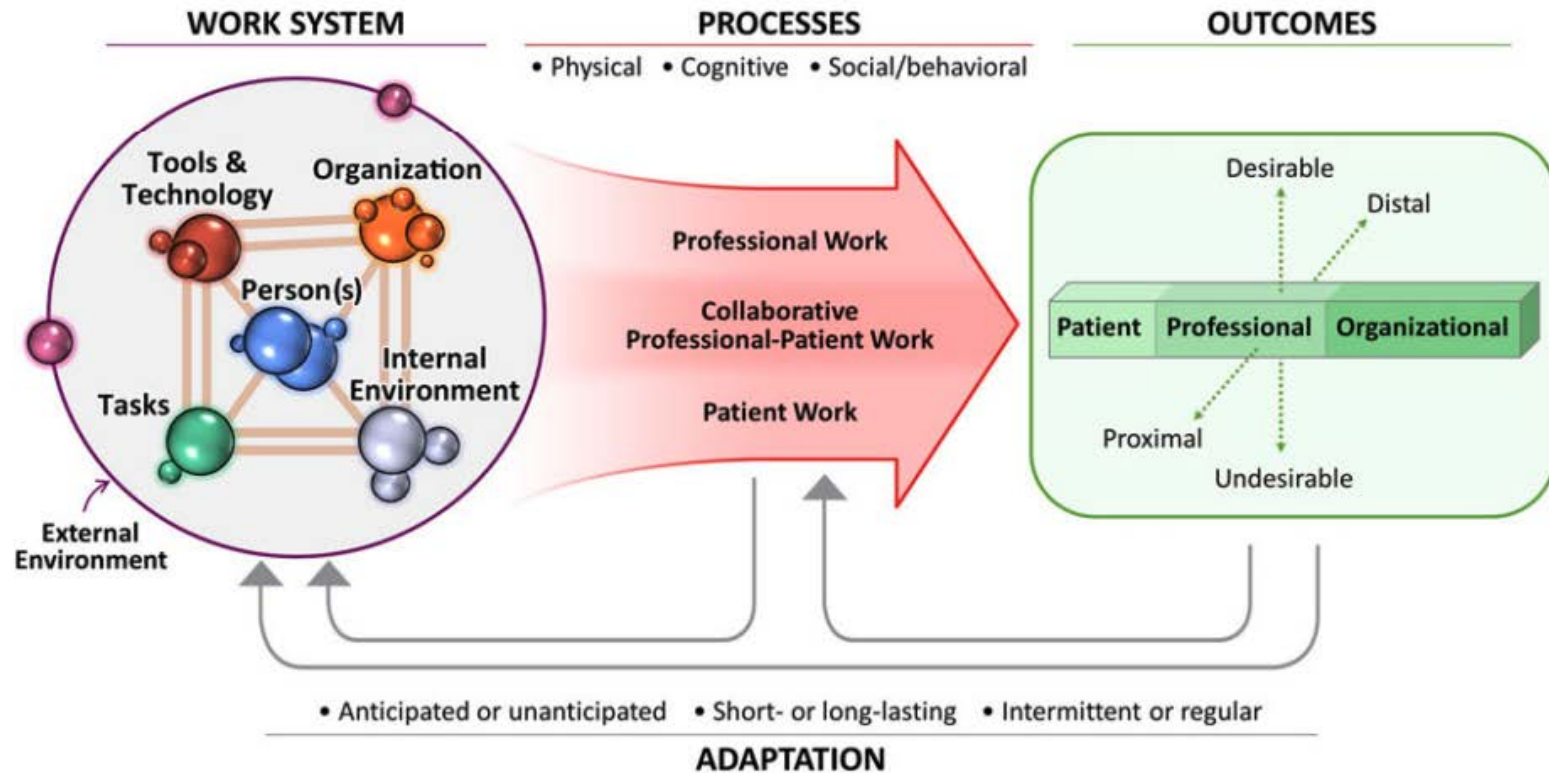 WORK SYSTEM
PROCESSES
OUTCOMES
• Physical • Cognitive • Social/behavioral
Tools &
Technology
Organization
Person(s)
Internal
Environment
Tasks
External
Environment
Professional Work
Collaborative
Professional-Patient Work
Patient Work
Desirable
Distal
Patient
Professional
Organizational
Proximal
Undesirable
• Anticipated or unanticipated • Short- or long-lasting • Intermittent or regular
ADAPTATION